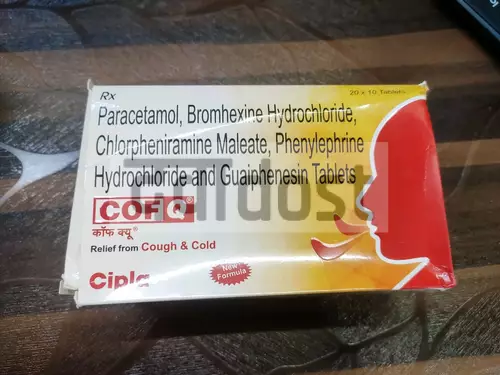 Rx
20 x 10 Tablets
Paracetamol, Bromhexine Hydrochloride,
Chlorpheniramine Maleate, Phenylephrine
Hydrochloride and Guaiphenesin Tablets
COFQ®
कॉफ क्यू®
Relief from Cough & Cold
Cipla
New
Formula